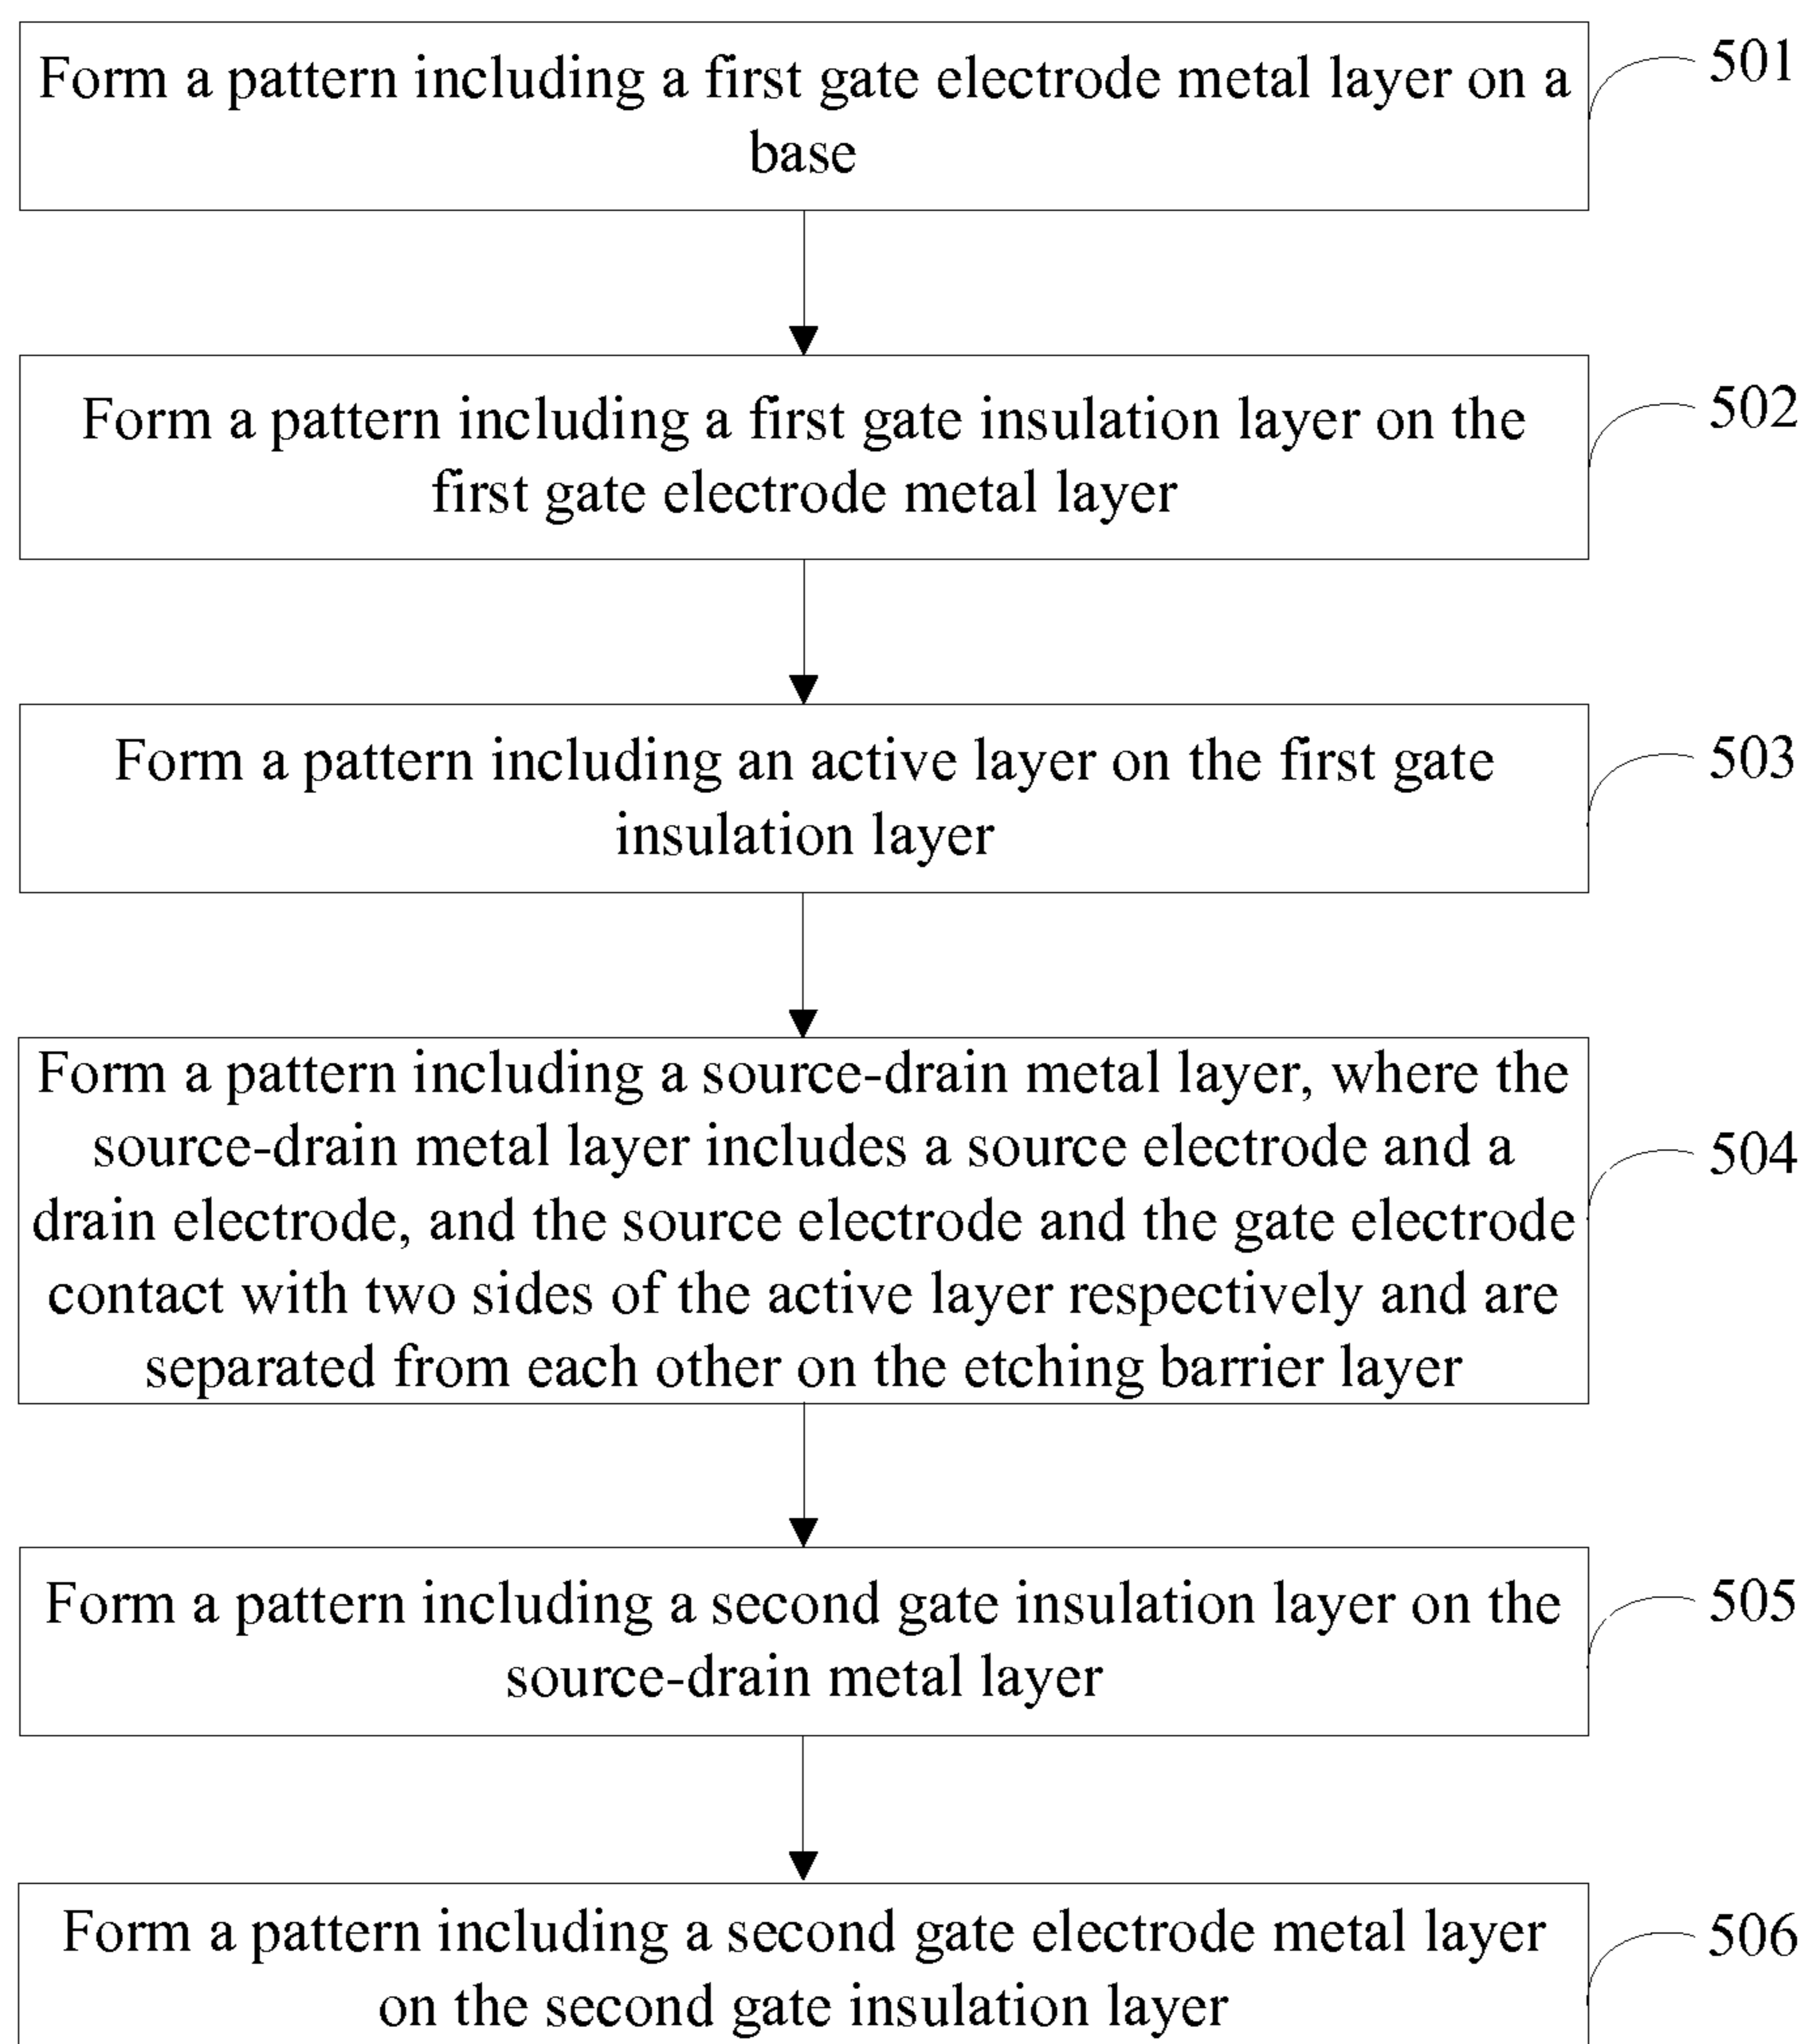 Form a pattern including a first gate electrode metal layer on a
base
501
Form a pattern including a first gate insulation layer on the
first gate electrode metal layer
502
Form a pattern including an active layer on the first gate
insulation layer
503
Form a pattern including a source-drain metal layer, where the
source-drain metal layer includes a source electrode and a
drain electrode, and the source electrode and the gate electrode
contact with two sides of the active layer respectively and are
separated from each other on the etching barrier layer
504
Form a pattern including a second gate insulation layer on the
source-drain metal layer
505
Form a pattern including a second gate electrode metal layer
on the second gate insulation layer
506